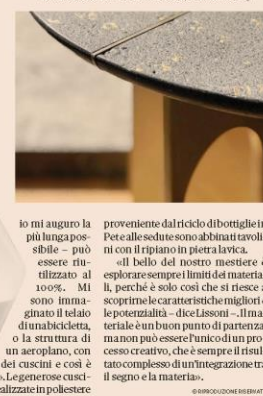 io mi auguro la
più lunga pos-
sibile – può
essere riu-
tilizzato al
100%. Mi
sono imma-
ginato il telaio
di una bicicletta,
o la struttura di
un aeroplano, con
dei cuscini e così è
». Le generose cusci-
alizzate in poliestere
proveniente dal riciclo di bottiglie in
Pet e alle sedute sono abbinati tavoli-
ni con il ripiano in pietra lavica.
«Il bello del nostro mestiere è
esplorare sempre i limiti dei materia-
li, perché è solo così che si riesce a
scoprirne le caratteristiche migliori e
le potenzialità – dice Lissoni –. Il ma-
teriale è un buon punto di partenza
ma non può essere l'unico di un pro-
cesso creativo, che è sempre il risul-
tato complesso di un'integrazione tra
il segno e la materia».
© RIPRODUZIONE RISERVATA